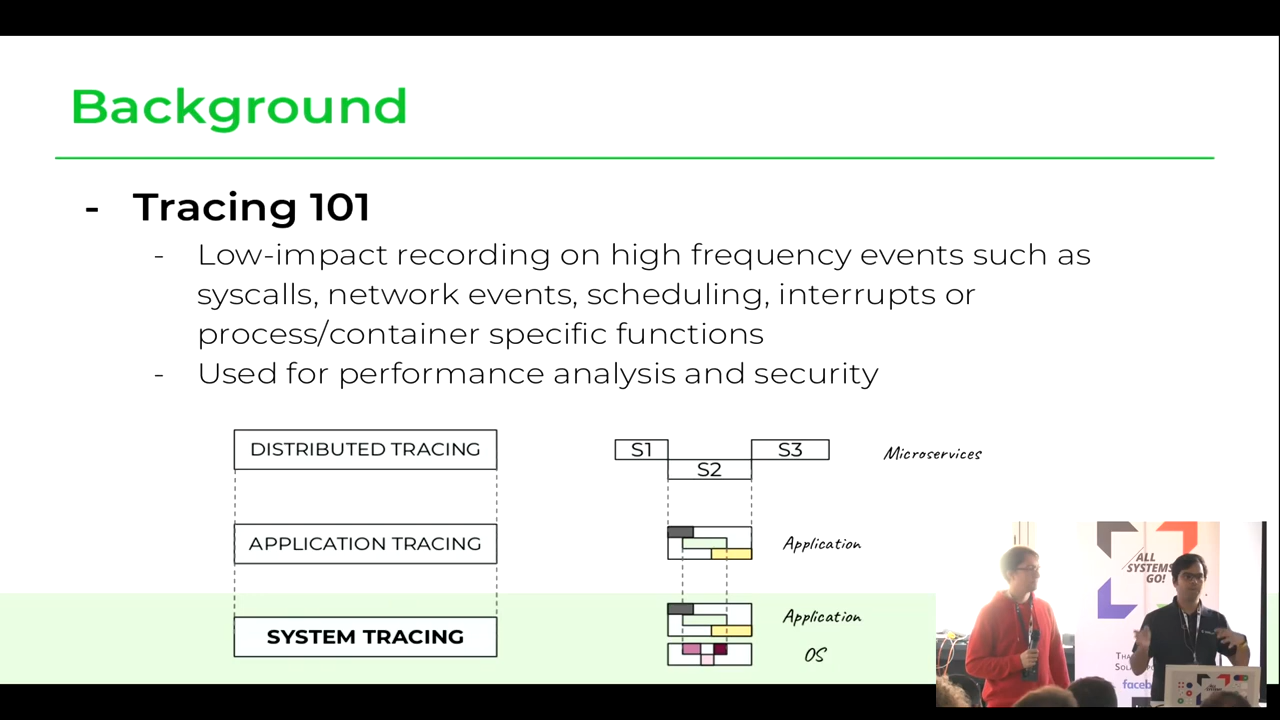 Background
- Tracing 101
- Low-impact recording on high frequency events such as
syscalls, network events, scheduling, interrupts or
process/container specific functions
- Used for performance analysis and security
DISTRIBUTED TRACING
S1
S3
S2
Microservices
APPLICATION TRACING
Application
SYSTEM TRACING
Application
OS
ALL
SYSTEMS
GO!
faceb